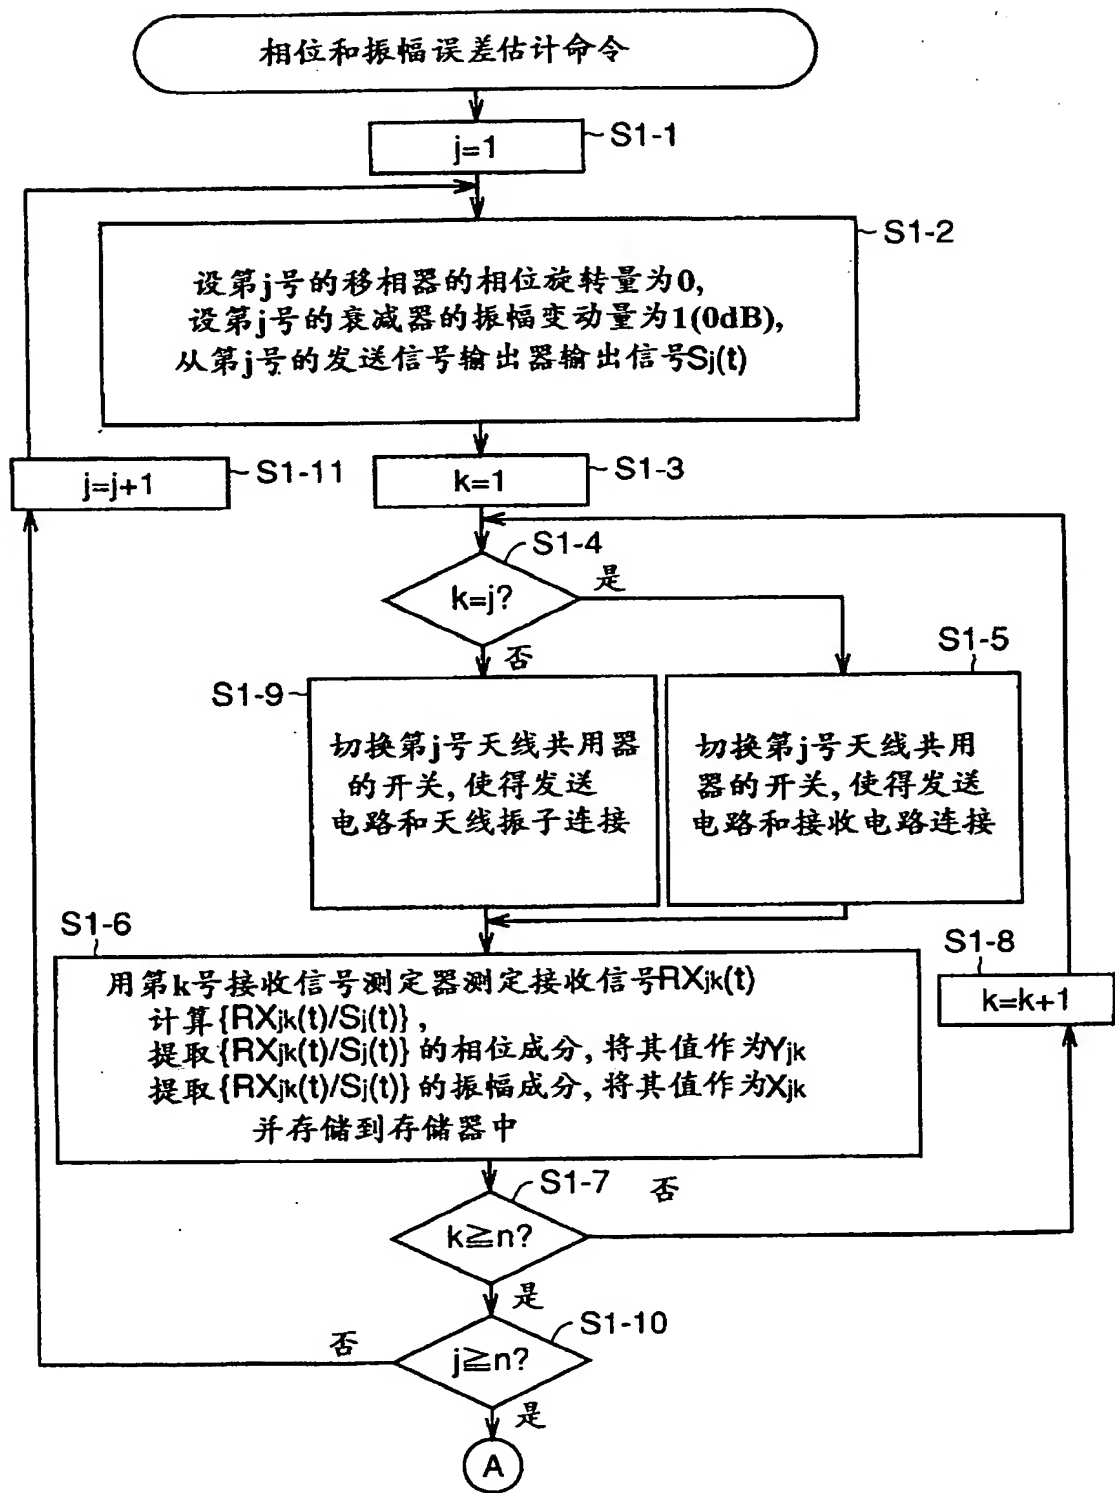 相位和振幅误差估计命令
j=1
S1-1
S1-2
设第j号的移相器的相位旋转量为0,
设第j号的衰减器的振幅变动量为1(0dB),
从第j号的发送信号输出器输出信号Sj(t)
j=j+1
S1-11
k=1
S1-3
S1-4
k=j?
是
否
S1-5
S1-9
切换第j号天线共用器
的开关,使得发送
电路和天线振子连接
切换第j号天线共用
器的开关,使得发送
电路和接收电路连接
S1-6
用第k号接收信号测定器测定接收信号RXjk(t)
计算{RXjk(t)/Sj(t)},
提取{RXjk(t)/Sj(t)}的相位成分,将其值作为Yjk
提取{RXjk(t)/Sj(t)}的振幅成分,将其值作为Xjk
并存储到存储器中
S1-8
k=k+1
S1-7
否
k≧n?
是
S1-10
否
j≧n?
是
A